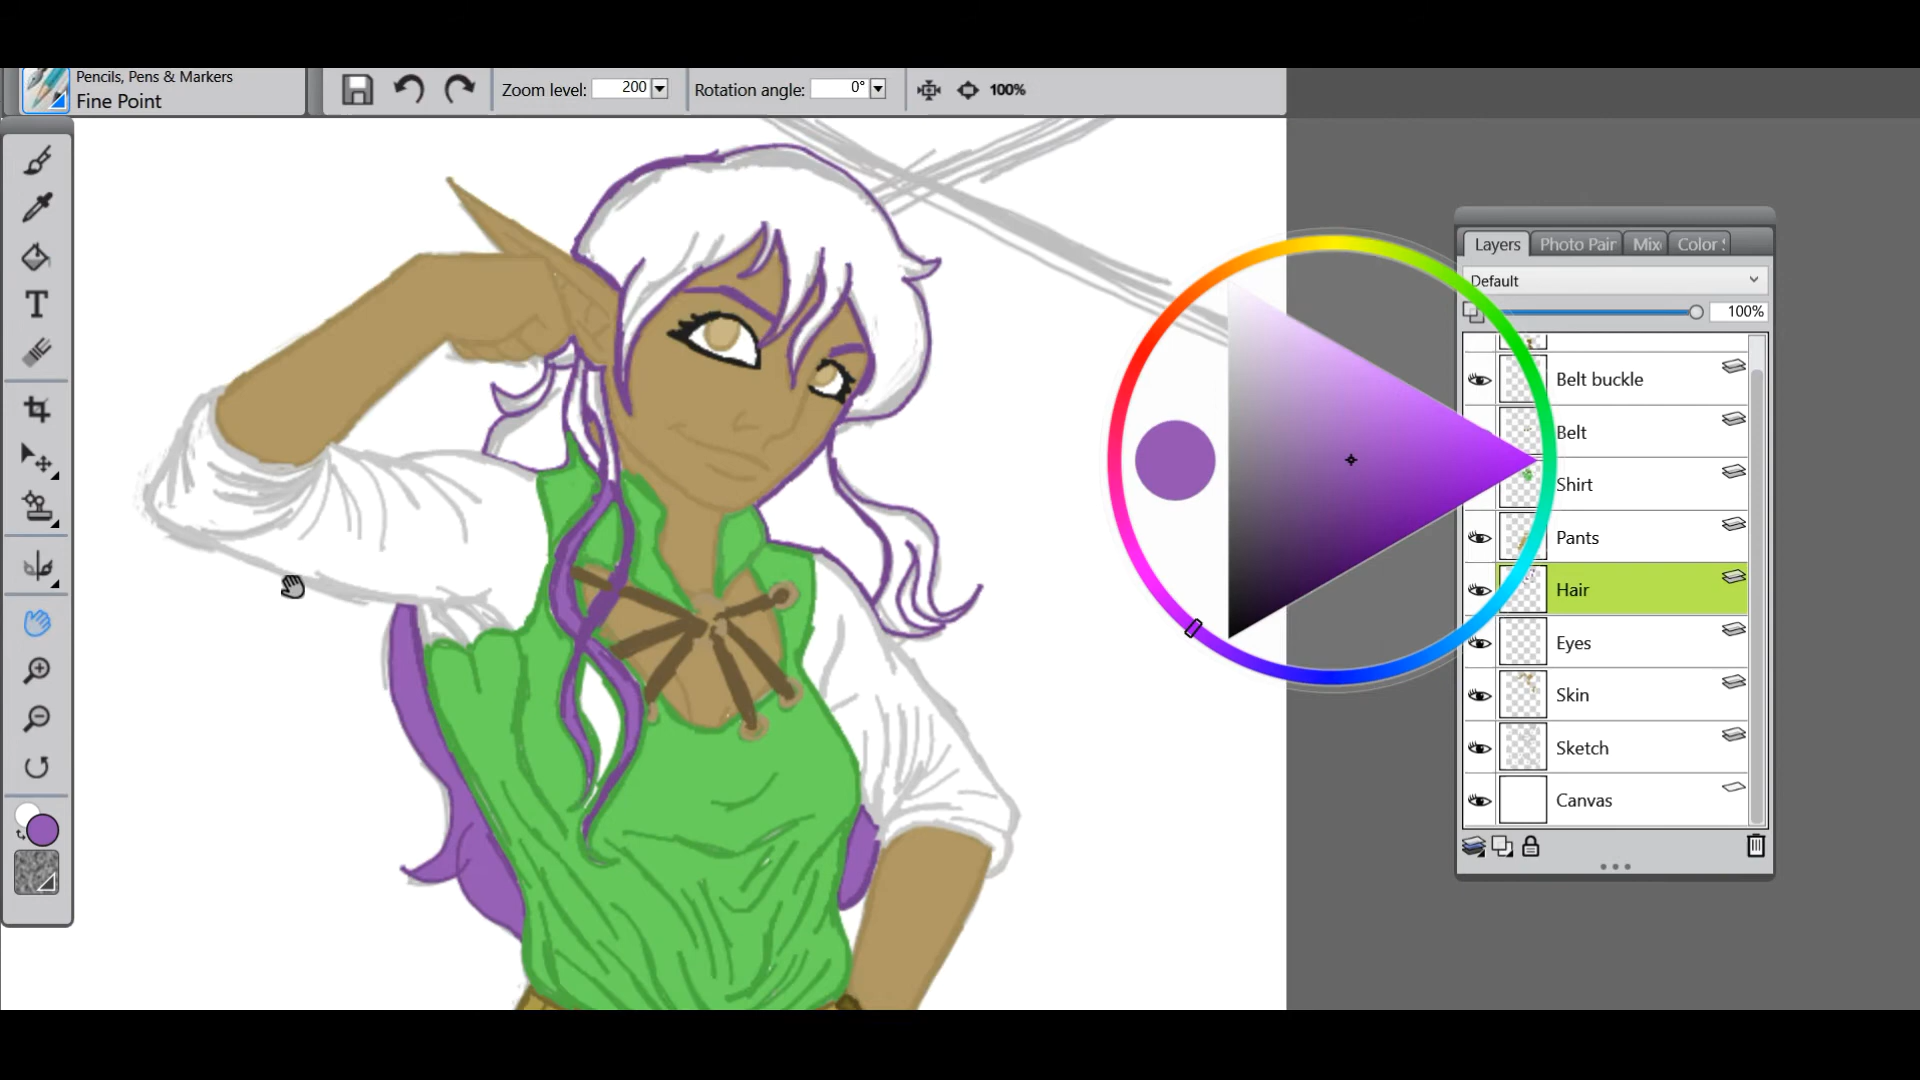 Pencils, Pens & Markers
Fine Point
Zoom level: 200
Rotation angle: 0°
100%
Layers Photo Pair Mix Color
Default
100%
Belt buckle
Belt
Shirt
Pants
Hair
Eyes
Skin
Sketch
Canvas